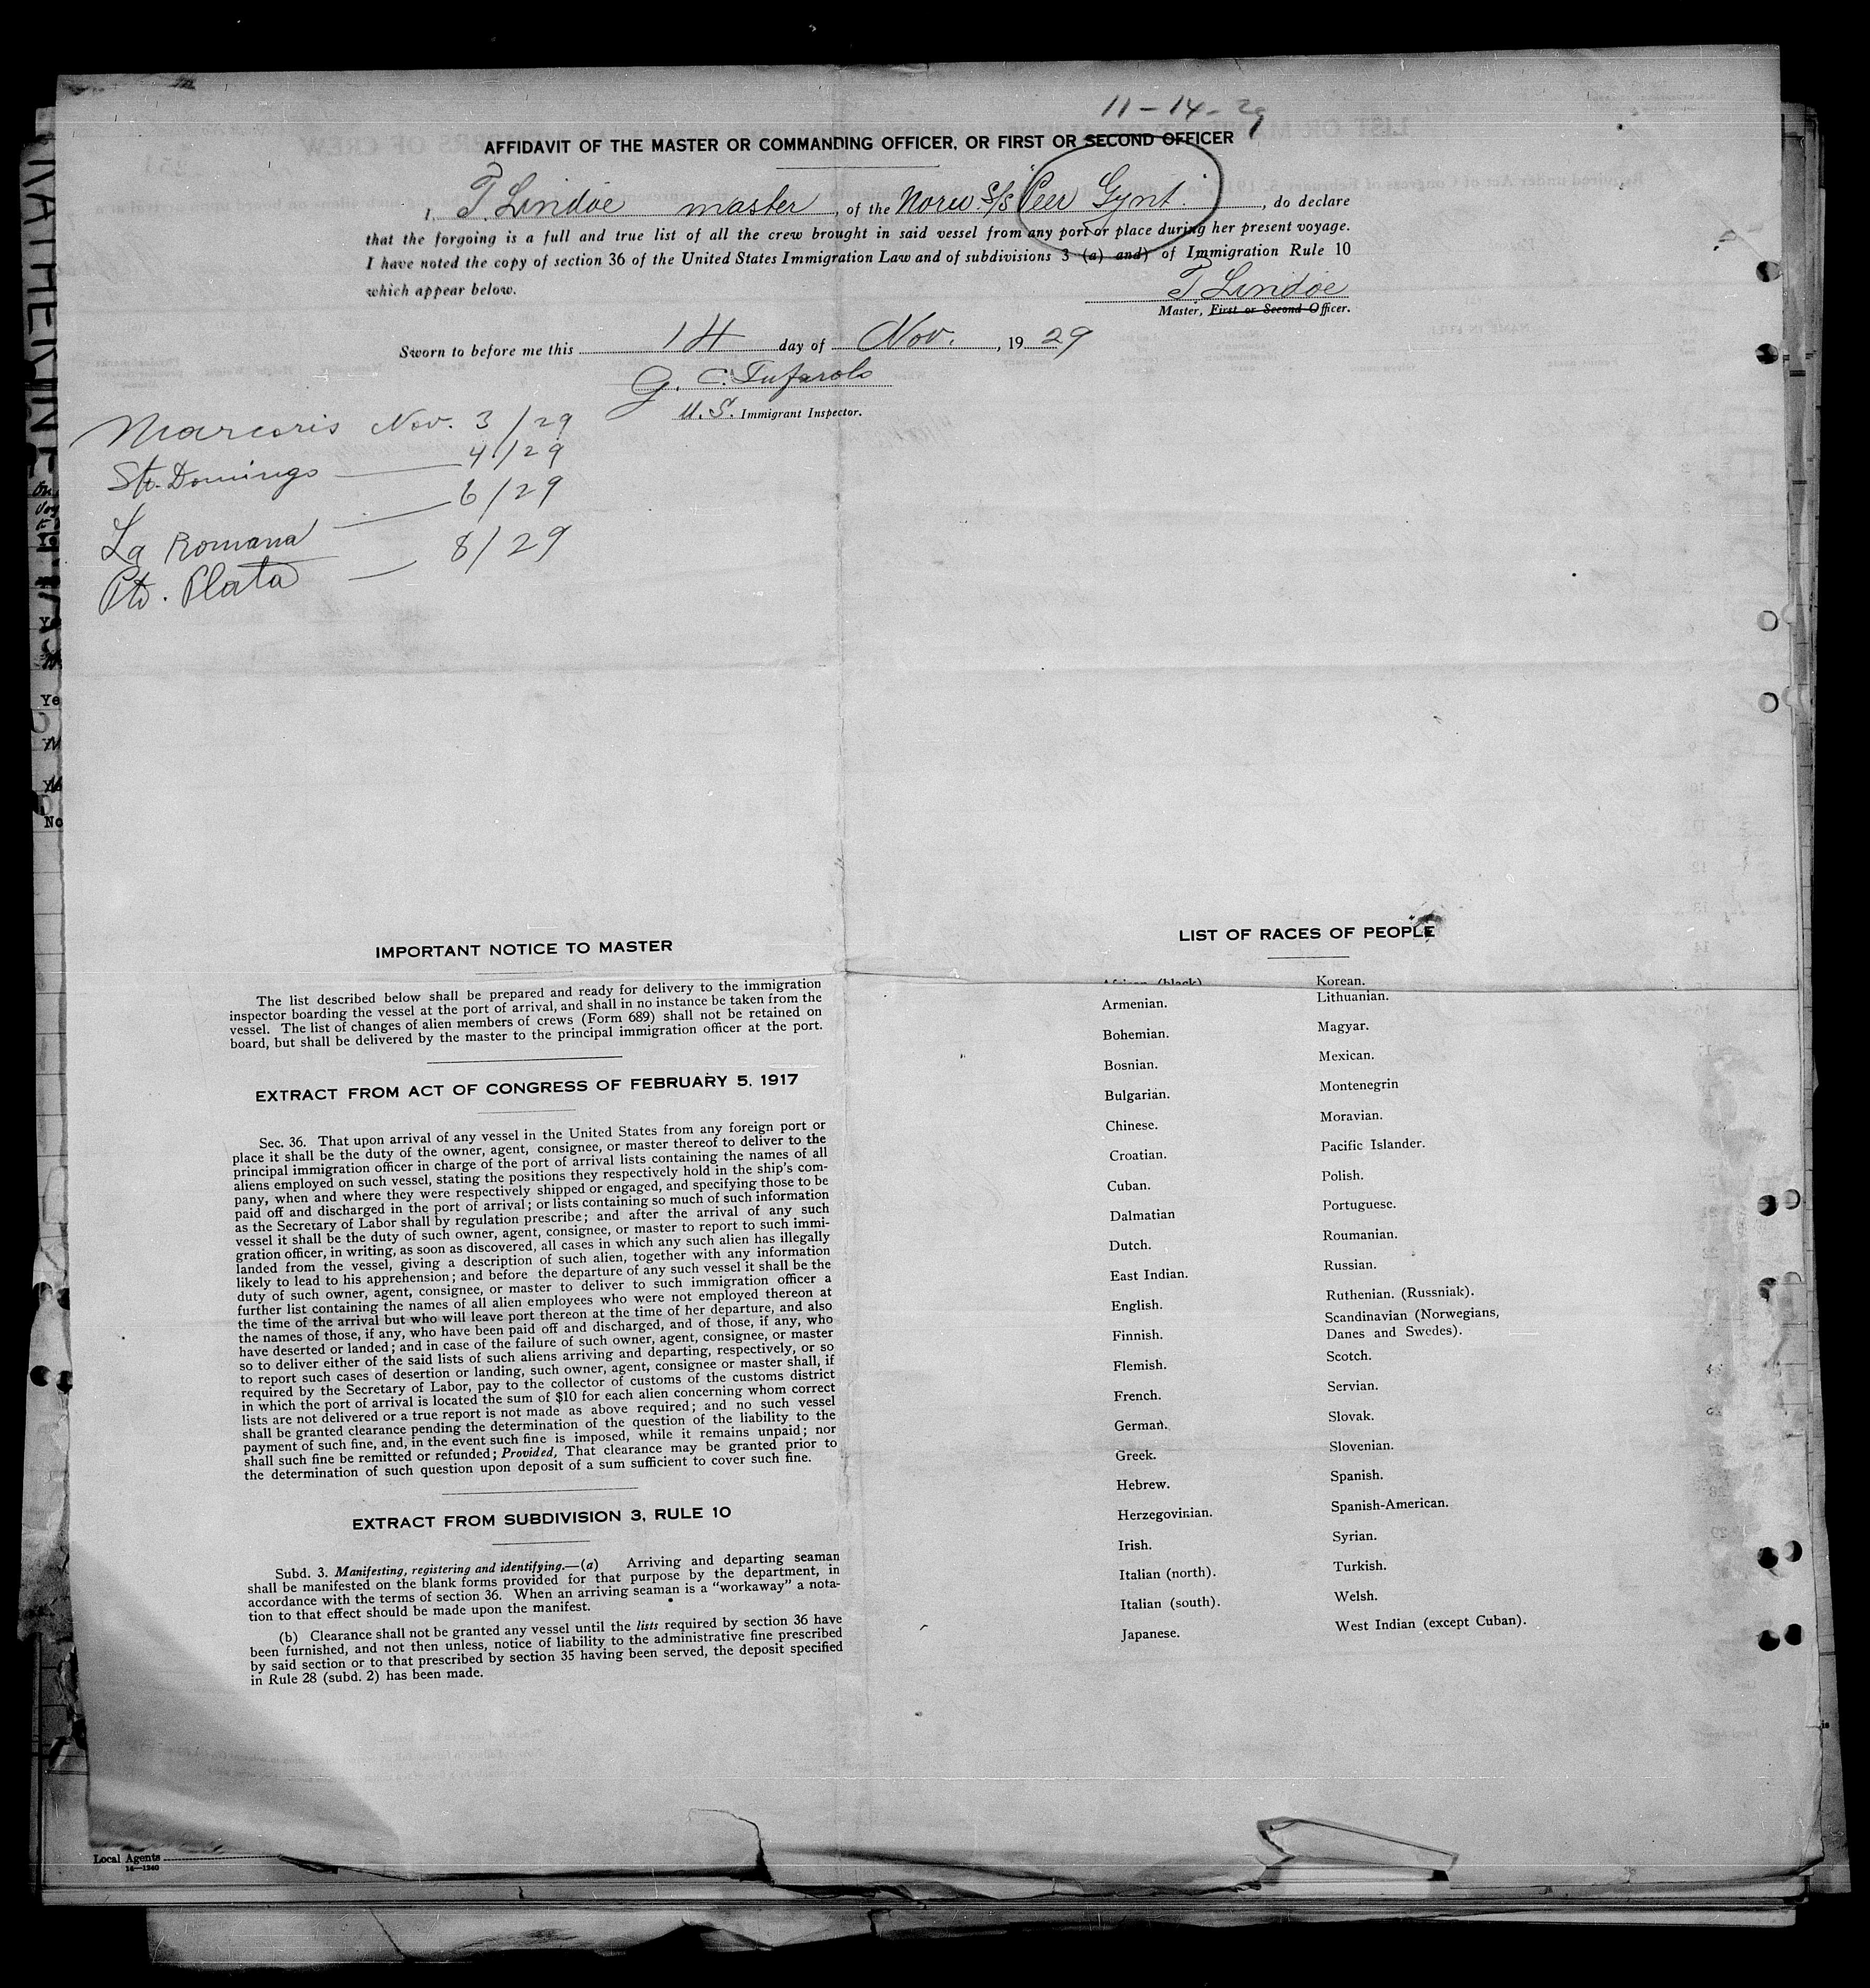 11-14-29
AFFIDAVIT OF THE MASTER OR COMMANDING OFFICER, OR FIRST OR SECOND OFFICER
I, T. Lindöe master, of the Norw. S/S "Peer Gynt", do declare
that the forgoing is a full and true list of all the crew brought in said vessel from any port or place during her present voyage.
I have noted the copy of section 36 of the United States Immigration Law and of subdivisions 3 (a) and) of Immigration Rule 10
which appear below.
T. Lindöe
Master, First or Second Officer.
Sworn to before me this 14 day of Nov., 1929
U.S. Immigrant Inspector.
Marcoris Nov. 3/29
Sto. Domingo 4/29
La Romana 6/29
Pto. Plata 8/29
IMPORTANT NOTICE TO MASTER
The list described below shall be prepared and ready for delivery to the immigration
inspector boarding the vessel at the port of arrival, and shall in no instance be taken from the
vessel. The list of changes of alien members of crews (Form 689) shall not be retained on
board, but shall be delivered by the master to the principal immigration officer at the port.
EXTRACT FROM ACT OF CONGRESS OF FEBRUARY 5, 1917
Sec. 36. That upon arrival of any vessel in the United States from any foreign port or
place it shall be the duty of the owner, agent, consignee, or master thereof to deliver to the
principal immigration officer in charge of the port of arrival lists containing the names of all
aliens employed on such vessel, stating the positions they respectively hold in the ship's com-
pany, when and where they were respectively shipped or engaged, and specifying those to be
paid off and discharged in the port of arrival; or lists containing so much of such information
as the Secretary of Labor shall by regulation prescribe; and after the arrival of any such
vessel it shall be the duty of such owner, agent, consignee, or master to report to such immi-
gration officer, in writing, as soon as discovered, all cases in which any such alien has illegally
landed from the vessel, giving a description of such alien, together with any information
likely to lead to his apprehension; and before the departure of any such vessel it shall be the
duty of such owner, agent, consignee, or master to deliver to such immigration officer a
further list containing the names of all alien employees who were not employed thereon at
the time of the arrival but who will leave port thereon at the time of her departure, and also
the names of those, if any, who have been paid off and discharged, and of those, if any, who
have deserted or landed; and in case of the failure of such owner, agent, consignee, or master
so to deliver either of the said lists of such aliens arriving and departing, respectively, or so
to report such cases of desertion or landing, such owner, agent, consignee or master shall, if
required by the Secretary of Labor, pay to the collector of customs of the customs district
in which the port of arrival is located the sum of $10 for each alien concerning whom correct
lists are not delivered or a true report is not made as above required; and no such vessel
shall be granted clearance pending the determination of the question of the liability to the
payment of such fine, and, in the event such fine is imposed, while it remains unpaid; nor
shall such fine be remitted or refunded; Provided, That clearance may be granted prior to
the determination of such question upon deposit of a sum sufficient to cover such fine.
EXTRACT FROM SUBDIVISION 3, RULE 10
Subd. 3. Manifesting, registering and identifying.—(a) Arriving and departing seaman
shall be manifested on the blank forms provided for that purpose by the department, in
accordance with the terms of section 36. When an arriving seaman is a "workaway" a nota-
tion to that effect should be made upon the manifest.
(b) Clearance shall not be granted any vessel until the lists required by section 36 have
been furnished, and not then unless, notice of liability to the administrative fine prescribed
by said section or to that prescribed by section 35 having been served, the deposit specified
in Rule 28 (subd. 2) has been made.
LIST OF RACES OF PEOPLE
African (black)
Armenian.
Bohemian.
Bosnian.
Bulgarian.
Chinese.
Croatian.
Cuban.
Dalmatian
Dutch.
East Indian.
English.
Finnish.
Flemish.
French.
German.
Greek.
Hebrew.
Herzegovinian.
Irish.
Italian (north).
Italian (south).
Japanese.
Korean.
Lithuanian.
Magyar.
Mexican.
Montenegrin
Moravian.
Pacific Islander.
Polish.
Portuguese.
Roumanian.
Russian.
Ruthenian. (Russniak).
Scandinavian (Norwegians,
Danes and Swedes).
Scotch.
Servian.
Slovak.
Slovenian.
Spanish.
Spanish-American.
Syrian.
Turkish.
Welsh.
West Indian (except Cuban).
Local Agents
14—1240